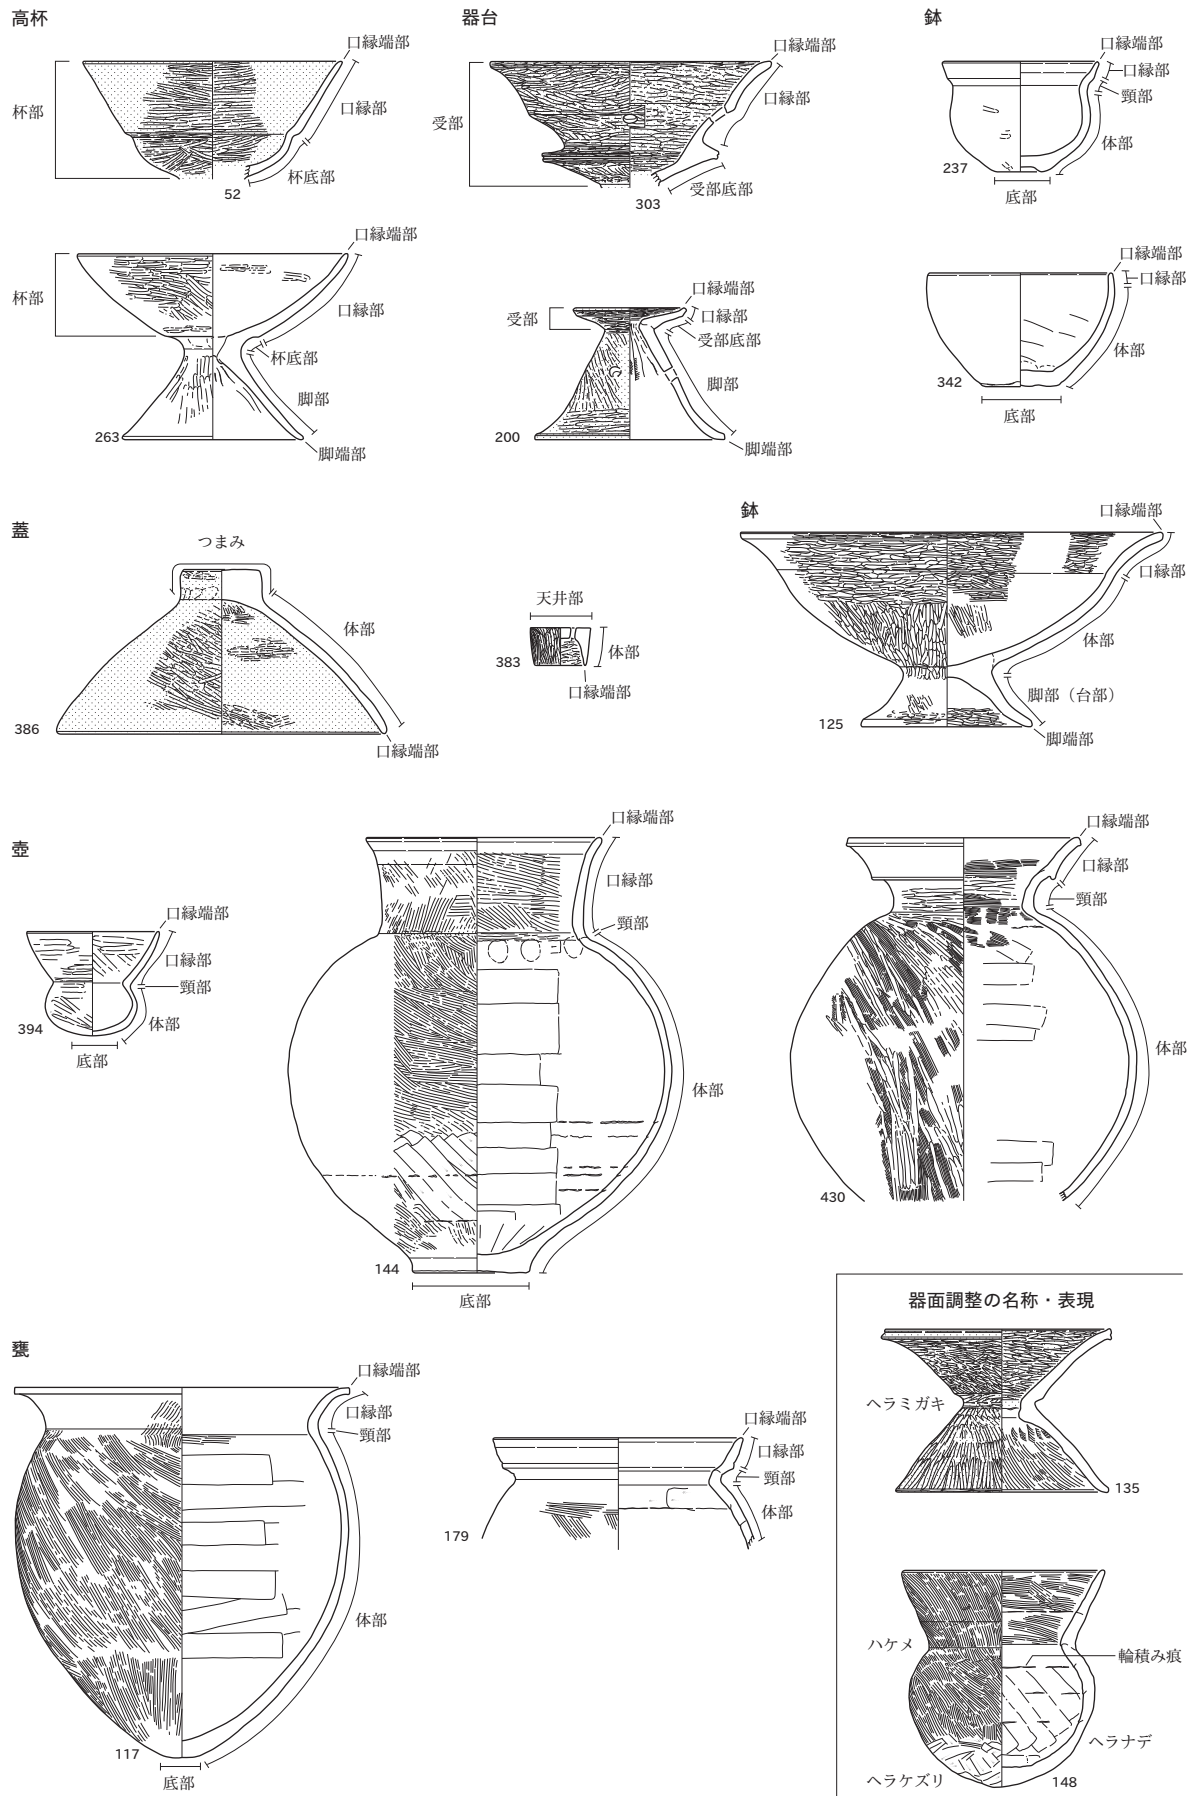 高杯
口縁端部
口縁部
杯部
杯底部
52
口縁端部
杯部
口縁部
杯底部
脚部
263
脚端部
器台
口縁端部
口縁部
受部
受部底部
303
口縁端部
受部
口縁部
受部底部
脚部
200
脚端部
鉢
口縁端部
口縁部
頸部
体部
237
底部
口縁端部
口縁部
体部
342
底部
蓋
つまみ
体部
386
口縁端部
天井部
体部
383
口縁端部
鉢
口縁端部
口縁部
体部
脚部（台部）
125
脚端部
壺
口縁端部
口縁部
頸部
体部
394
底部
口縁端部
口縁部
頸部
体部
144
底部
口縁端部
口縁部
頸部
体部
430
甕
口縁端部
口縁部
頸部
体部
117
底部
口縁端部
口縁部
頸部
体部
179
器面調整の名称・表現
ヘラミガキ
135
ハケメ
輪積み痕
ヘラナデ
ヘラケズリ
148